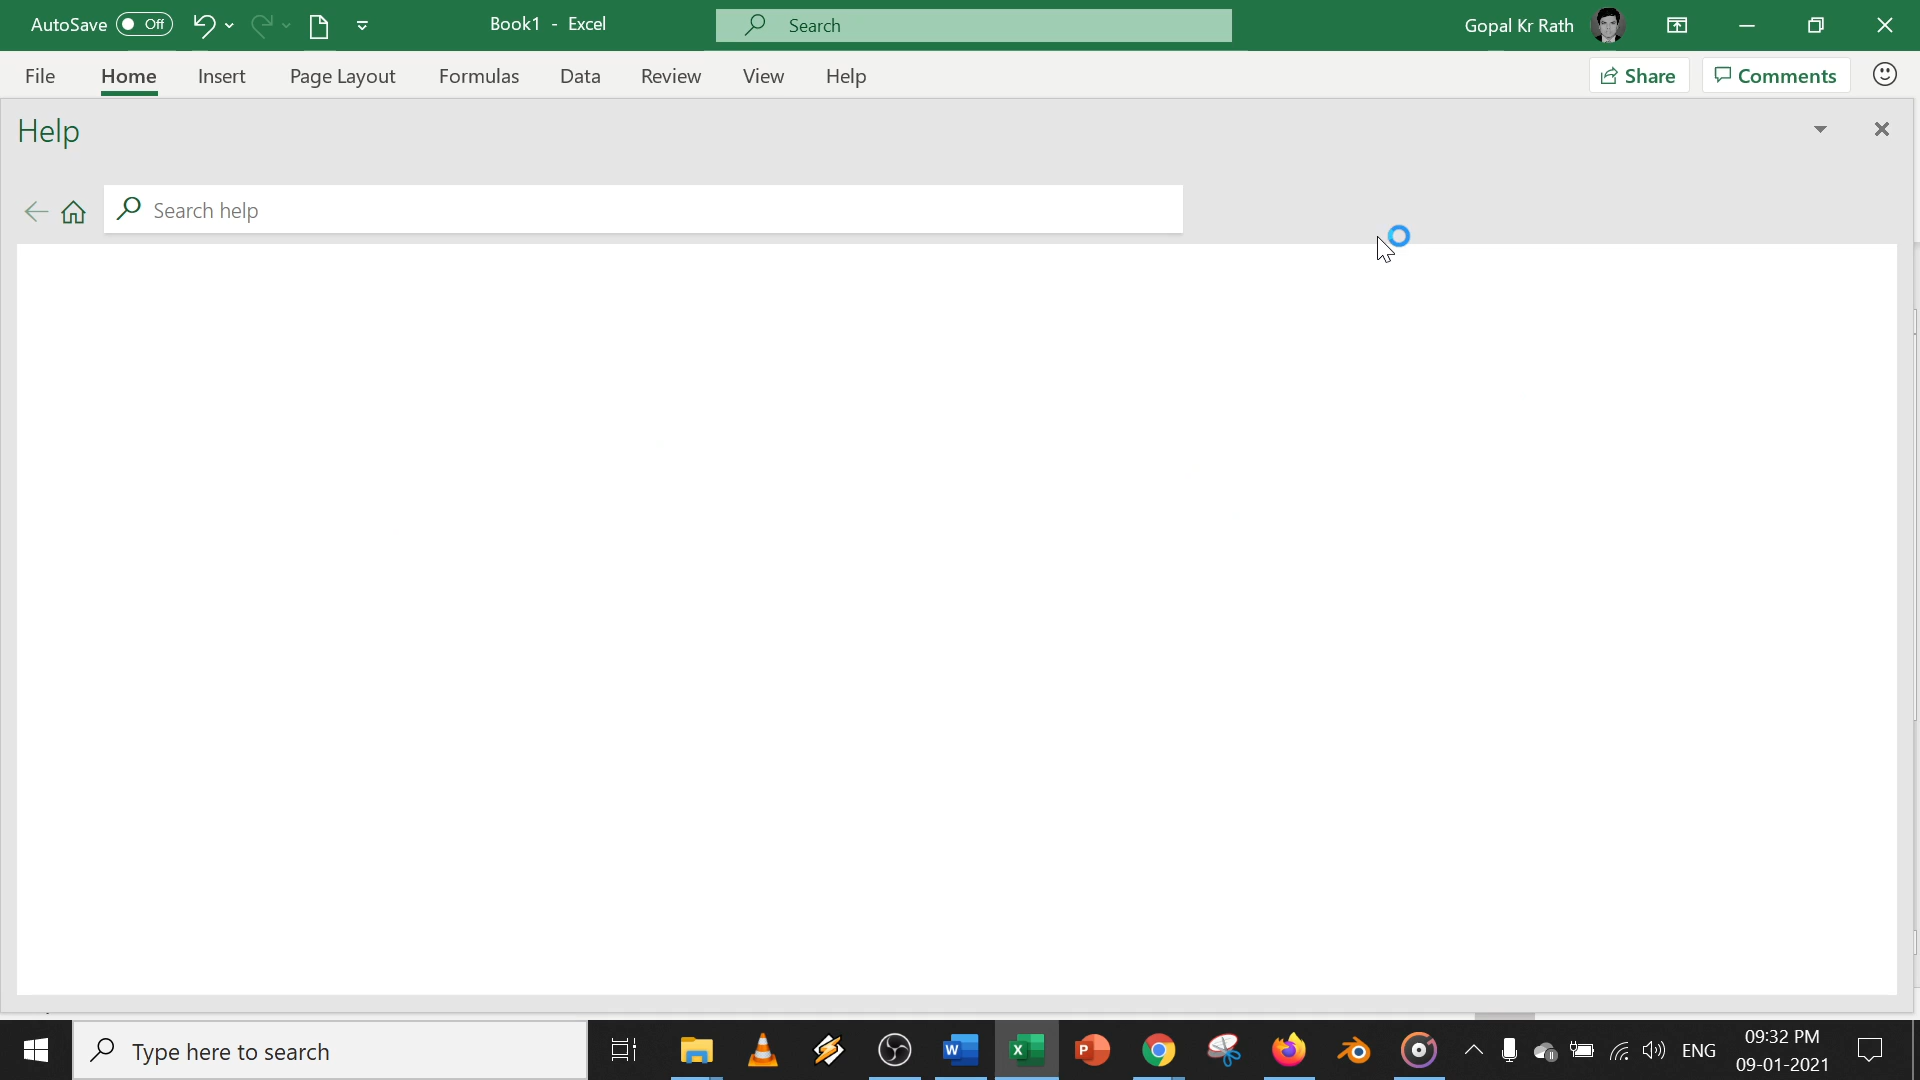 AutoSave Off Book1 - Excel Search Gopal Kr Rath
File Home Insert Page Layout Formulas Data Review View Help Share Comments
Help
Search help
Type here to search W X P ENG 09:32 PM
09-01-2021